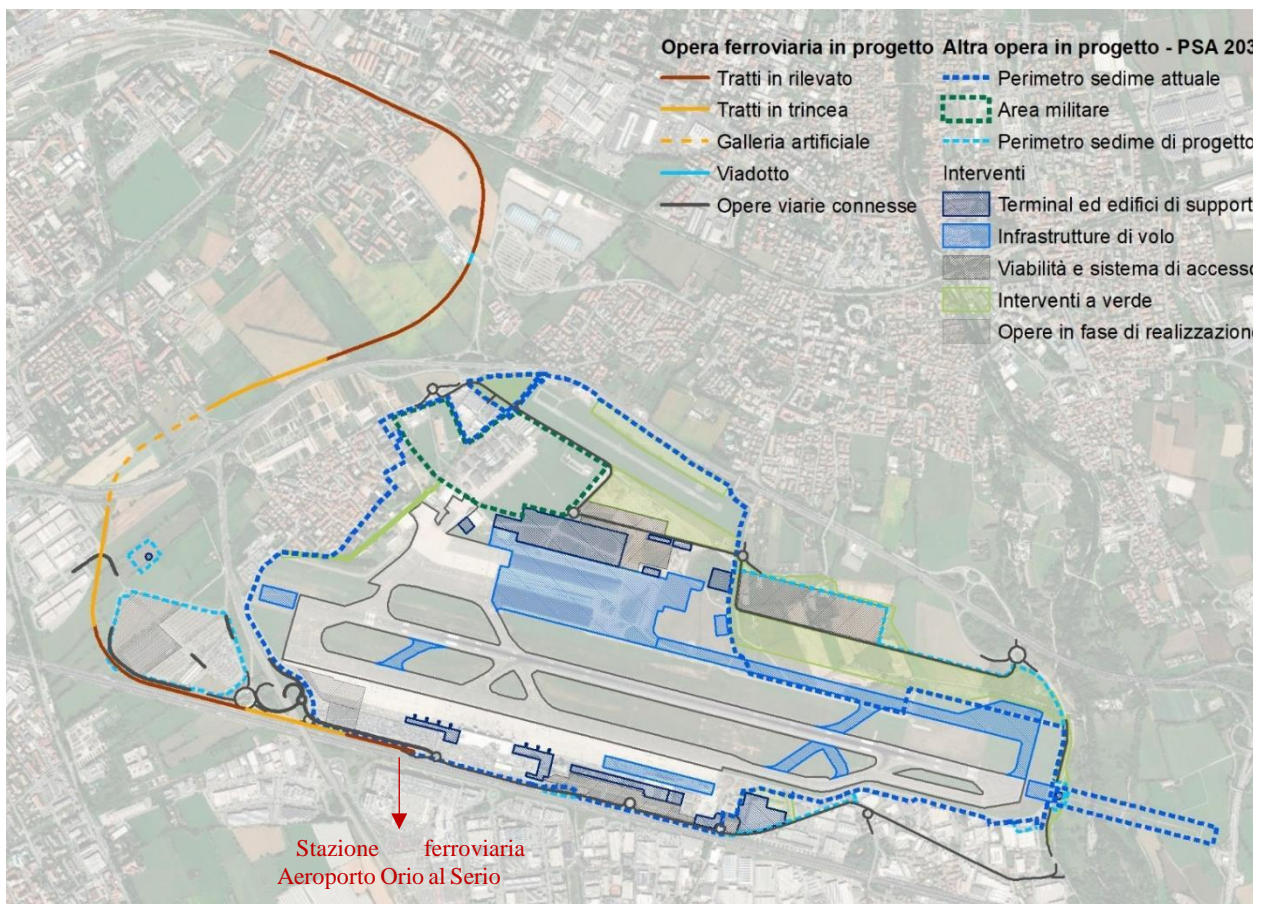 Opera ferroviaria in progetto
Tratti in rilevato
Tratti in trincea
Galleria artificiale
Viadotto
Opere viarie connesse
Altra opera in progetto - PSA 203
Perimetro sedime attuale
Area militare
Perimetro sedime di progetto
Interventi
Terminal ed edifici di support
Infrastrutture di volo
Viabilità e sistema di accesso
Interventi a verde
Opere in fase di realizzazione
Stazione ferroviaria
Aeroporto Orio al Serio